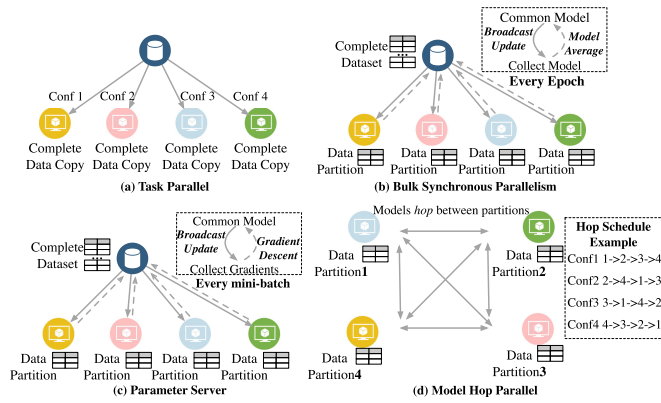 Conf 1
Conf 2
Conf 3
Conf 4
Complete
Data Copy
Complete
Data Copy
Complete
Data Copy
Complete
Data Copy
(a) Task Parallel
Complete
Dataset
...
Common Model
Broadcast
Update
Model
Average
Collect Model
Every Epoch
Data
Partition
Data
Partition
Data
Partition
Data
Partition
(b) Bulk Synchronous Parallelism
Complete
Dataset
...
Common Model
Broadcast
Update
Gradient
Descent
Collect Gradients
Every mini-batch
Data
Partition
Data
Partition
Data
Partition
Data
Partition
(c) Parameter Server
Models hop between partitions
Data
Partition1
Data
Partition2
Data
Partition4
Data
Partition3
Hop Schedule
Example
Conf1 1->2->3->4
Conf2 2->4->1->3
Conf3 3->1->4->2
Conf4 4->3->2->1
(d) Model Hop Parallel